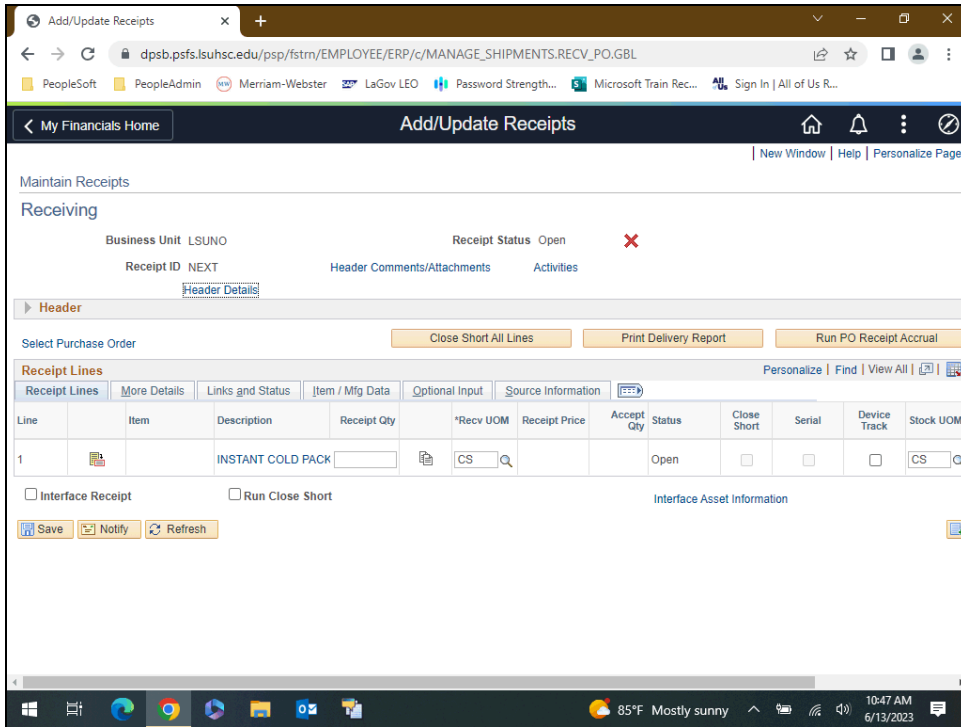 Add/Update Receipts
dpsb.psfs.lsuhsc.edu/psp/fstrn/EMPLOYEE/ERP/c/MANAGE_SHIPMENTS.RECV_PO.GBL
PeopleSoft PeopleAdmin MW Merriam-Webster LaGov LEO Password Strength... S Microsoft Train Rec... All Us Sign In | All of Us R...
My Financials Home Add/Update Receipts
New Window | Help | Personalize Page
Maintain Receipts
Receiving
Business Unit LSUNO Receipt Status Open
Receipt ID NEXT Header Comments/Attachments Activities
Header Details
Header
Select Purchase Order Close Short All Lines Print Delivery Report Run PO Receipt Accrual
Receipt Lines Personalize | Find | View All |
Receipt Lines More Details Links and Status Item / Mfg Data Optional Input Source Information
Line Item Description Receipt Qty *Recv UOM Receipt Price Accept Qty Status Close Short Serial Device Track Stock UOM
1 INSTANT COLD PACK CS Open CS
Interface Receipt Run Close Short Interface Asset Information
Save Notify Refresh
85°F Mostly sunny 10:47 AM
6/13/2023